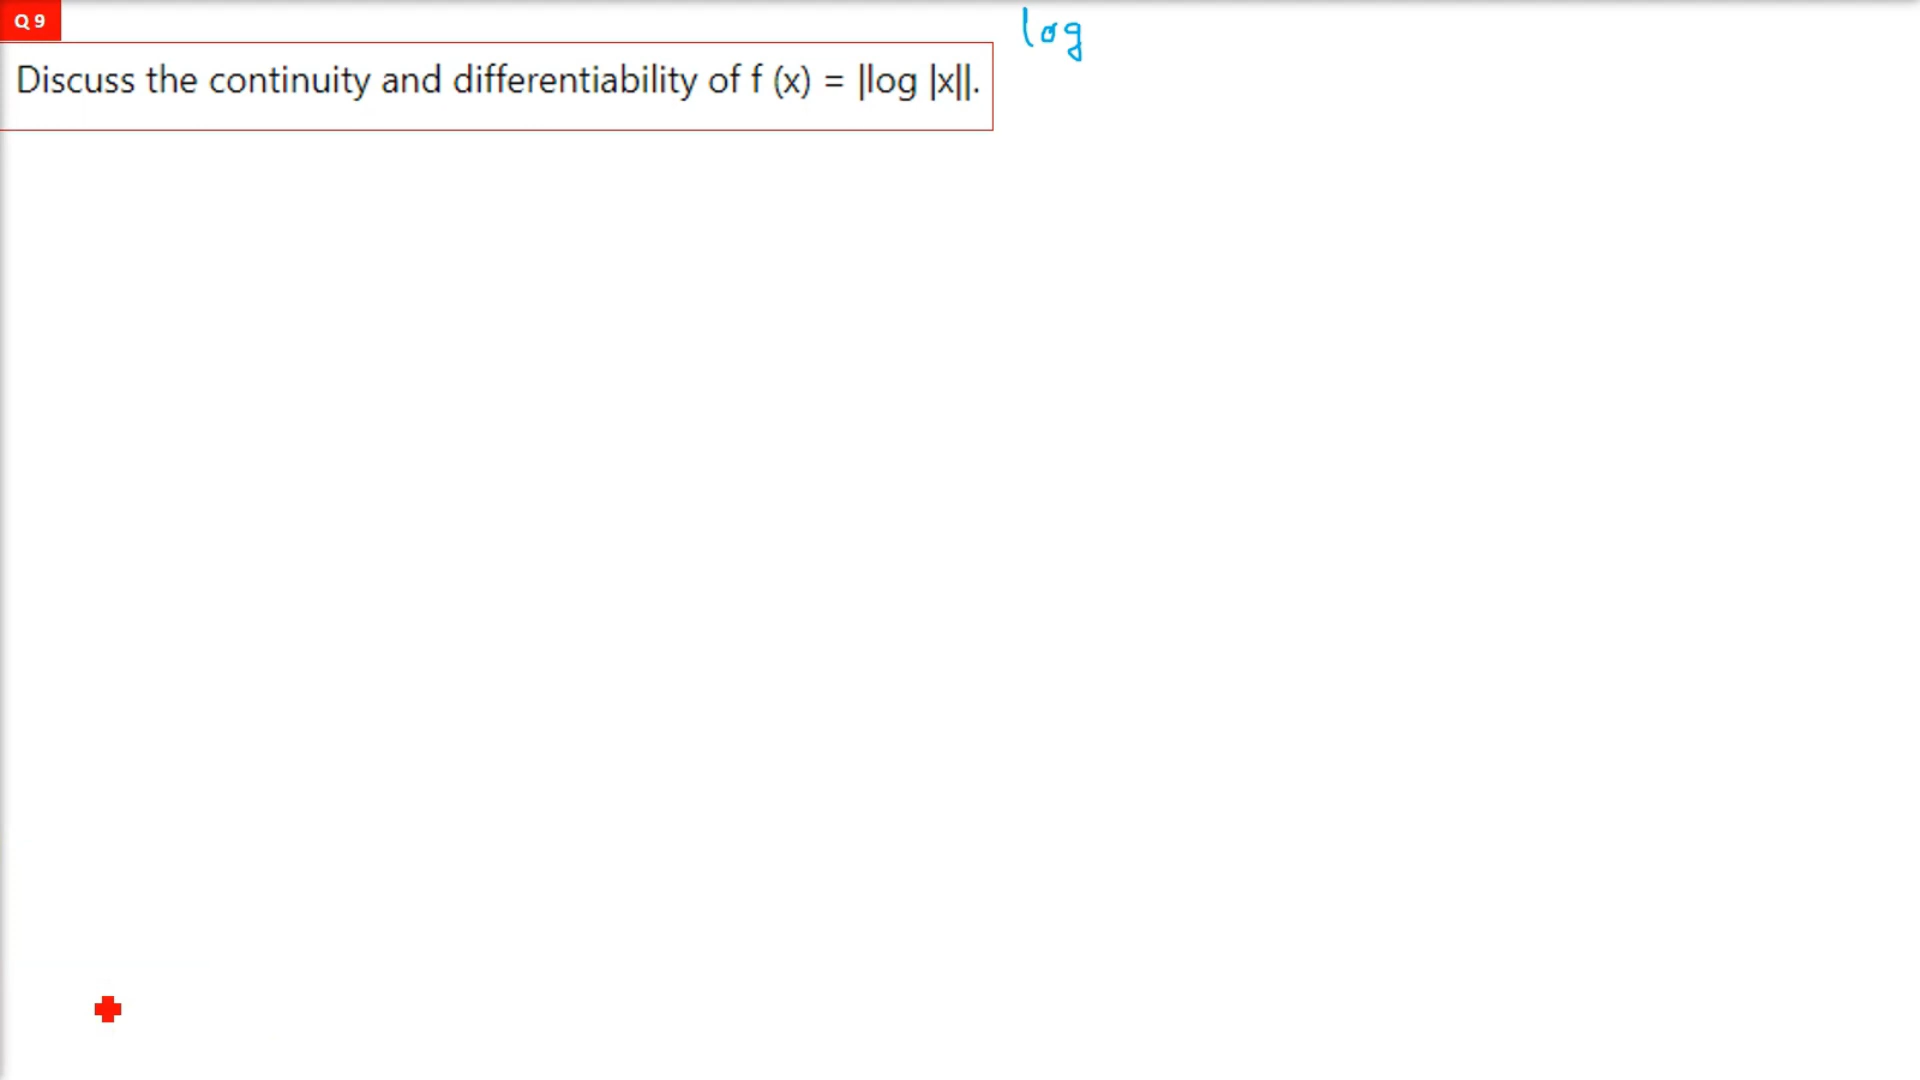 Q 9
log
Discuss the continuity and differentiability of f (x) = |log |x||.